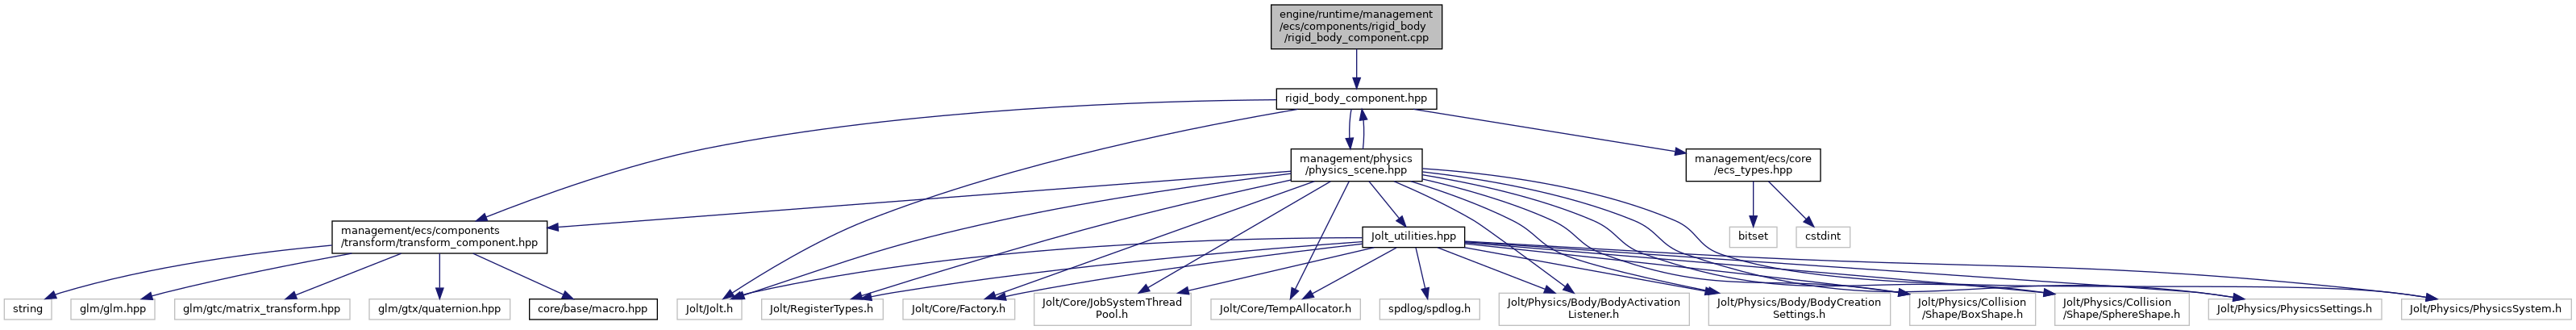 engine/runtime/management
/ecs/components/rigid_body
/rigid_body_component.cpp
rigid_body_component.hpp
management/physics
/physics_scene.hpp
management/ecs/core
/ecs_types.hpp
management/ecs/components
/transform/transform_component.hpp
Jolt_utilities.hpp
bitset
cstdint
string
glm/glm.hpp
glm/gtc/matrix_transform.hpp
glm/gtx/quaternion.hpp
core/base/macro.hpp
Jolt/Jolt.h
Jolt/RegisterTypes.h
Jolt/Core/Factory.h
Jolt/Core/JobSystemThread
Pool.h
Jolt/Core/TempAllocator.h
spdlog/spdlog.h
Jolt/Physics/Body/BodyActivation
Listener.h
Jolt/Physics/Body/BodyCreation
Settings.h
Jolt/Physics/Collision
/Shape/BoxShape.h
Jolt/Physics/Collision
/Shape/SphereShape.h
Jolt/Physics/PhysicsSettings.h
Jolt/Physics/PhysicsSystem.h